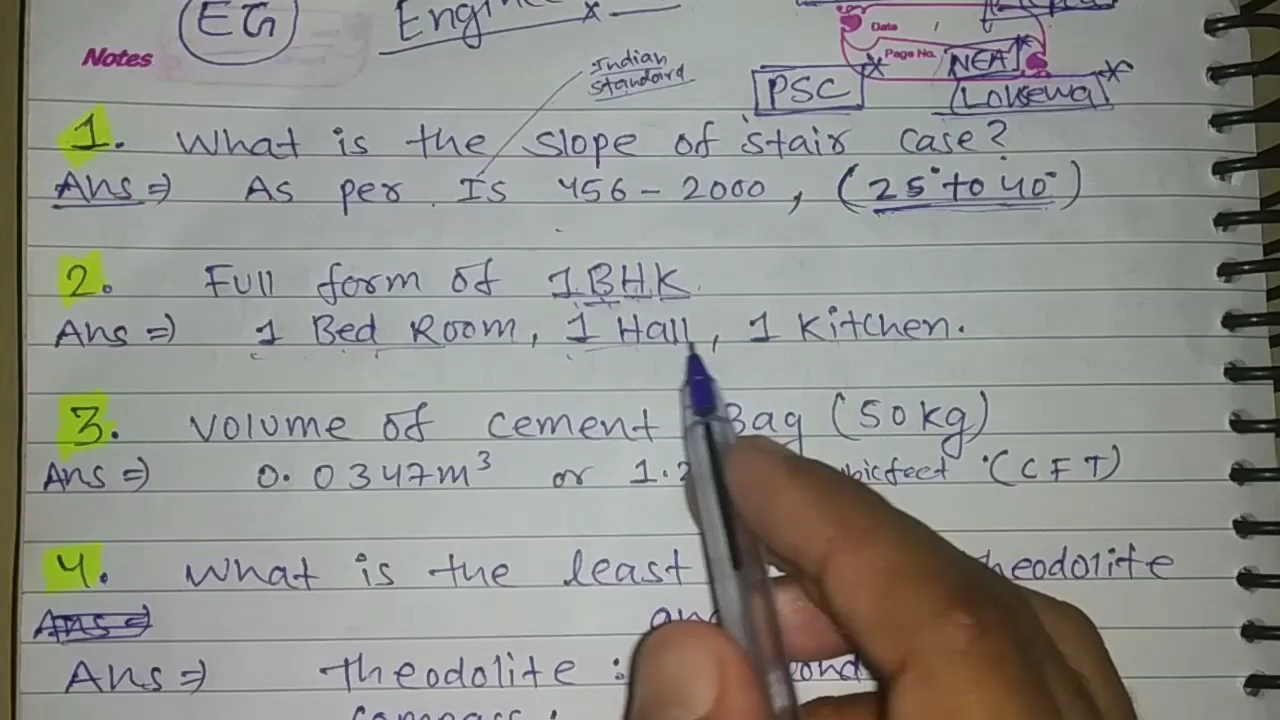 EG
Notes
Date
Page No.
NEA
Indian
standard
PSC
Loksewa
1. What is the slope of stair case?
Ans ⇒ As per Is 456-2000, (25° to 40°)
2. Full form of 1BHK
Ans ⇒ 1 Bed Room, 1 Hall, 1 Kitchen.
3. volume of cement Bag (50kg)
Ans ⇒ 0.0347m³ or 1.2 (CFT)
4. What is the least
Ans ⇒
Ans ⇒ Theodolite :